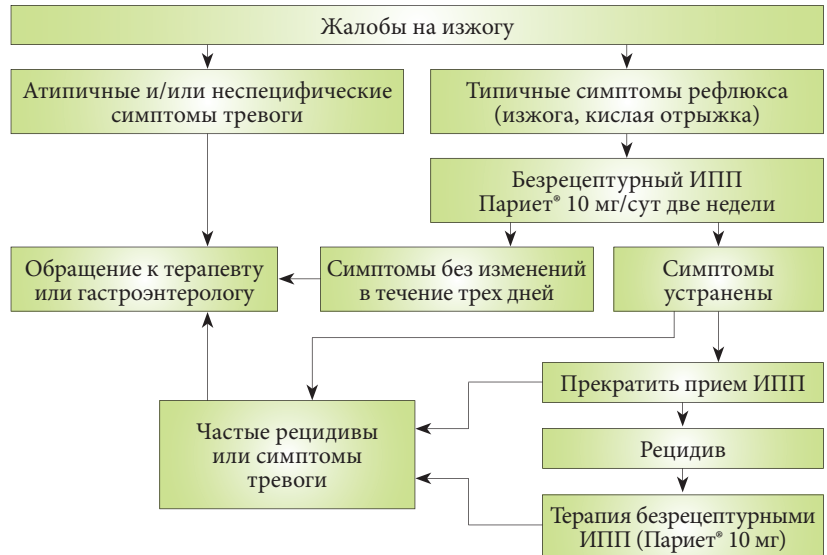 Жалобы на изжогу
Атипичные и/или неспецифические
симптомы тревоги
Типичные симптомы рефлюкса
(изжога, кислая отрыжка)
Безрецептурный ИПП
Париет® 10 мг/сут две недели
Обращение к терапевту
или гастроэнтерологу
Симптомы без изменений
в течение трех дней
Симптомы
устранены
Прекратить прием ИПП
Частые рецидивы
или симптомы
тревоги
Рецидив
Терапия безрецептурными
ИПП (Париет® 10 мг)